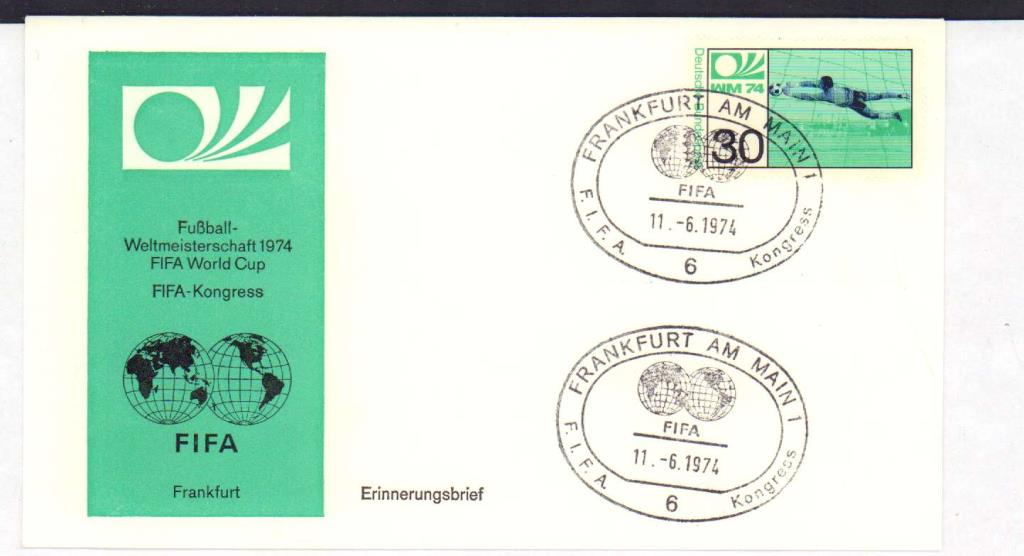 Fußball-
Weltmeisterschaft 1974
FIFA World Cup
FIFA-Kongress
FIFA
Frankfurt
Erinnerungsbrief
Deutsche Bundespost
WM 74
30
FRANKFURT AM MAIN 1
FIFA
11.-6.1974
F.I.F.A. 6 Kongress
FRANKFURT AM MAIN 1
FIFA
11.-6.1974
F.I.F.A. 6 Kongress